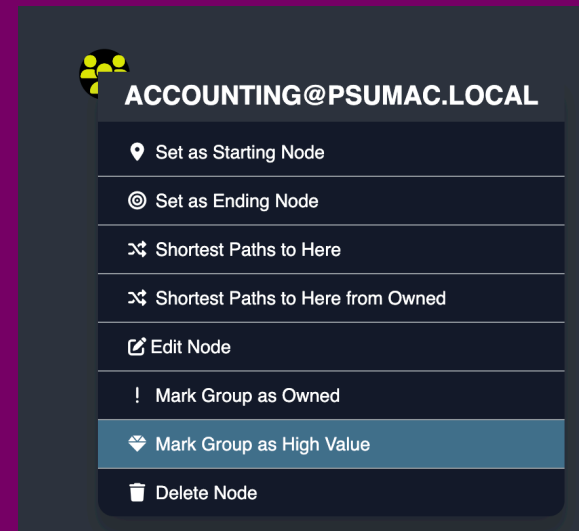 ACCOUNTING@PSUMAC.LOCAL
Set as Starting Node
Set as Ending Node
Shortest Paths to Here
Shortest Paths to Here from Owned
Edit Node
Mark Group as Owned
Mark Group as High Value
Delete Node